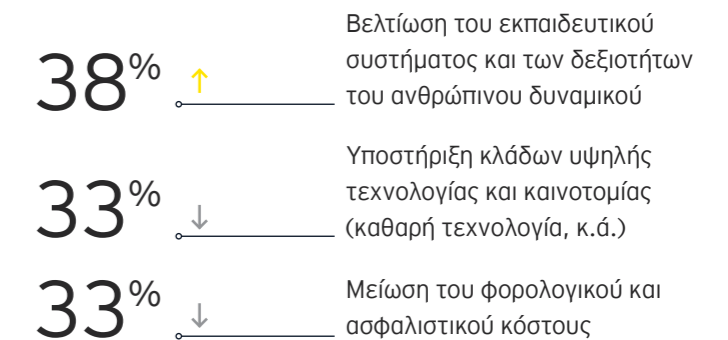 38% ↑
Βελτίωση του εκπαιδευτικού
συστήματος και των δεξιοτήτων
του ανθρώπινου δυναμικού
33% ↓
Υποστήριξη κλάδων υψηλής
τεχνολογίας και καινοτομίας
(καθαρή τεχνολογία, κ.ά.)
33% ↓
Μείωση του φορολογικού και
ασφαλιστικού κόστους